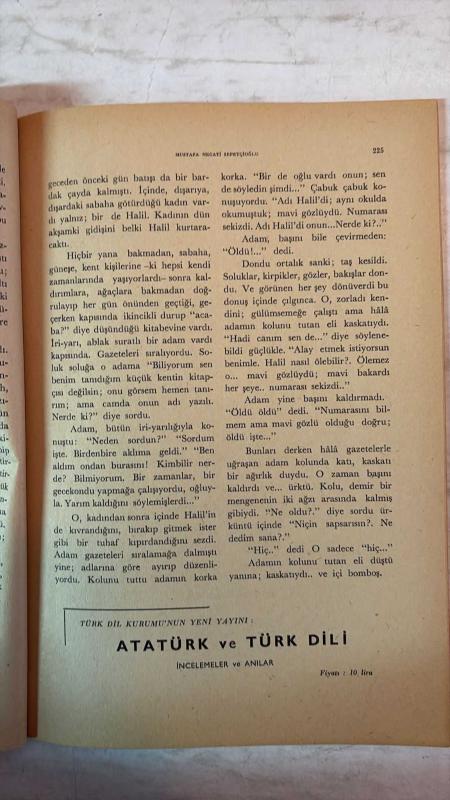 MUSTAFA NECATİ SEPETÇİOĞLU
225
geceden önceki gün batışı da bir bar-
dak çayda kalmıştı. İçinde, dışarıya,
dışardaki sabaha götürdüğü kadın var-
dı yalnız; bir de Halil. Kadının dün
akşamki gidişini belki Halil kurtara-
caktı.
Hiçbir yana bakmadan, sabaha,
güneşe, kent kişilerine –ki hepsi kendi
zamanlarında yaşıyorlardı– sonra kal-
dırımlara, ağaçlara bakmadan doğ-
rulayıp her gün önünden geçtiği, ge-
çerken kapısında ikincikli durup "aca-
ba?" diye düşündüğü kitabevine vardı.
İri-yarı, ablak suratlı bir adam vardı
kapısında. Gazeteleri sıralıyordu. So-
luk soluğa o adama "Biliyorum sen
benim tanıdığım küçük kentin kitap-
çısı değilsin; onu görsem hemen tanı-
rım; ama camda onun adı yazılı.
Nerde ki?" diye sordu.
Adam, bütün iri-yarılığıyla ko-
nuştu: "Neden sordun?" "Sordum
işte. Birdenbire aklıma geldi." "Ben
aldım ondan burasını! Kimbilir ner-
de? Bilmiyorum. Bir zamanlar, bir
gecekondu yapmağa çalışıyordu, oğluy-
la. Yarım kaldığını söylemişlerdi..."
O, kadından sonra içinde Halil'in
de kıvrandığını, bırakıp gitmek ister
gibi bir tuhaf kıpırdandığını sezdi.
Adam gazeteleri sıralamağa dalmıştı
yine; adlarına göre ayırıp düzenli-
yordu. Kolunu tuttu adamın korka
korka. "Bir de oğlu vardı onun; sen
de söyledin şimdi..." Çabuk çabuk ko-
nuşuyordu. "Adı Halil'di; aynı okulda
okumuştuk; mavi gözlüydü. Numarası
sekizdi. Adı Halil'di onun...Nerde ki?.."
Adam, başını bile çevirmeden:
"Öldü!..." dedi.
Dondu ortalık sanki; taş kesildi.
Soluklar, kirpikler, gözler, bakışlar don-
du. Ve görünen her şey dönüverdi bu
donuş içinde çılgınca. O, zorladı ken-
dini; gülümsemeğe çalıştı ama hâlâ
adamın kolunu tutan eli kaskatıydı.
"Hadi canım sen de..." diye söylene-
bildi güçlükle. "Alay etmek istiyorsun
benimle. Halil nasıl ölebilir?. Ölemez
o... mavi gözlüydü; mavi bakardı
her şeye.. numarası sekizdi.."
Adam yine başını kaldırmadı.
"Öldü öldü" dedi. "Numarasını bil-
mem ama mavi gözlü olduğu doğru;
öldü işte..."
Bunları derken hâlâ gazetelerle
uğraşan adam kolunda katı, kaskatı
bir ağırlık duydu. O zaman başını
kaldırdı ve... ürktü. Kolu, demir bir
mengenenin iki ağzı arasında kalmış
gibiydi. "Ne oldu?." diye sordu ür-
küntü içinde "Niçin sapsarısın?. Ne
dedim sana?."
"Hiç.." dedi O sadece "hiç..."
Adamın kolunu tutan eli düştü
yanına; kaskatıydı.. ve içi bomboş.
TÜRK DİL KURUMU'NUN YENİ YAYINI :
ATATÜRK ve TÜRK DİLİ
İNCELEMELER ve ANILAR
Fiyatı : 10 lira